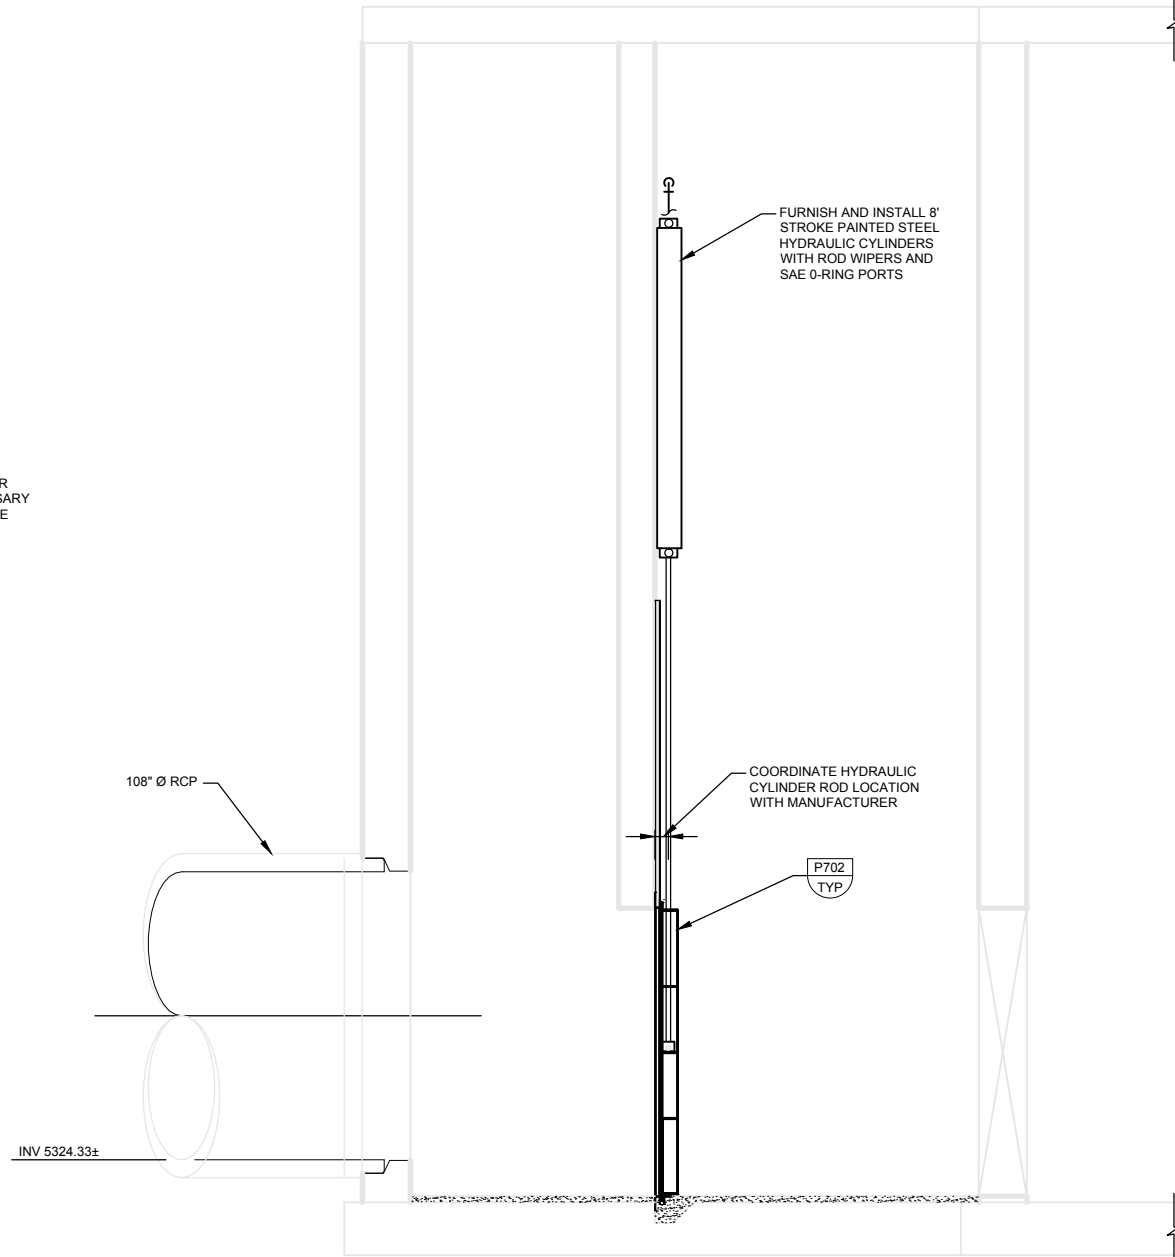 FURNISH AND INSTALL 8'
STROKE PAINTED STEEL
HYDRAULIC CYLINDERS
WITH ROD WIPERS AND
SAE 0-RING PORTS
R
SARY
E
108" Ø RCP
COORDINATE HYDRAULIC
CYLINDER ROD LOCATION
WITH MANUFACTURER
P702
TYP
INV 5324.33±